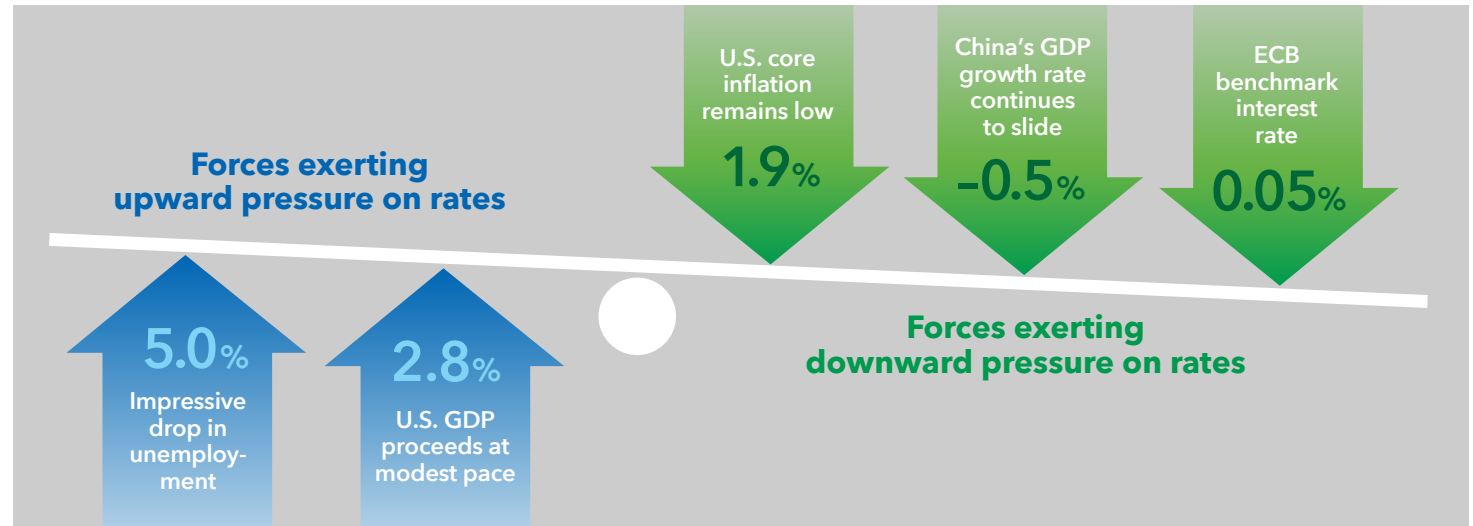 Forces exerting
upward pressure on rates
5.0%
Impressive
drop in
unemploy-
ment
2.8%
U.S. GDP
proceeds at
modest pace
U.S. core
inflation
remains low
1.9%
China's GDP
growth rate
continues
to slide
–0.5%
ECB
benchmark
interest
rate
0.05%
Forces exerting
downward pressure on rates